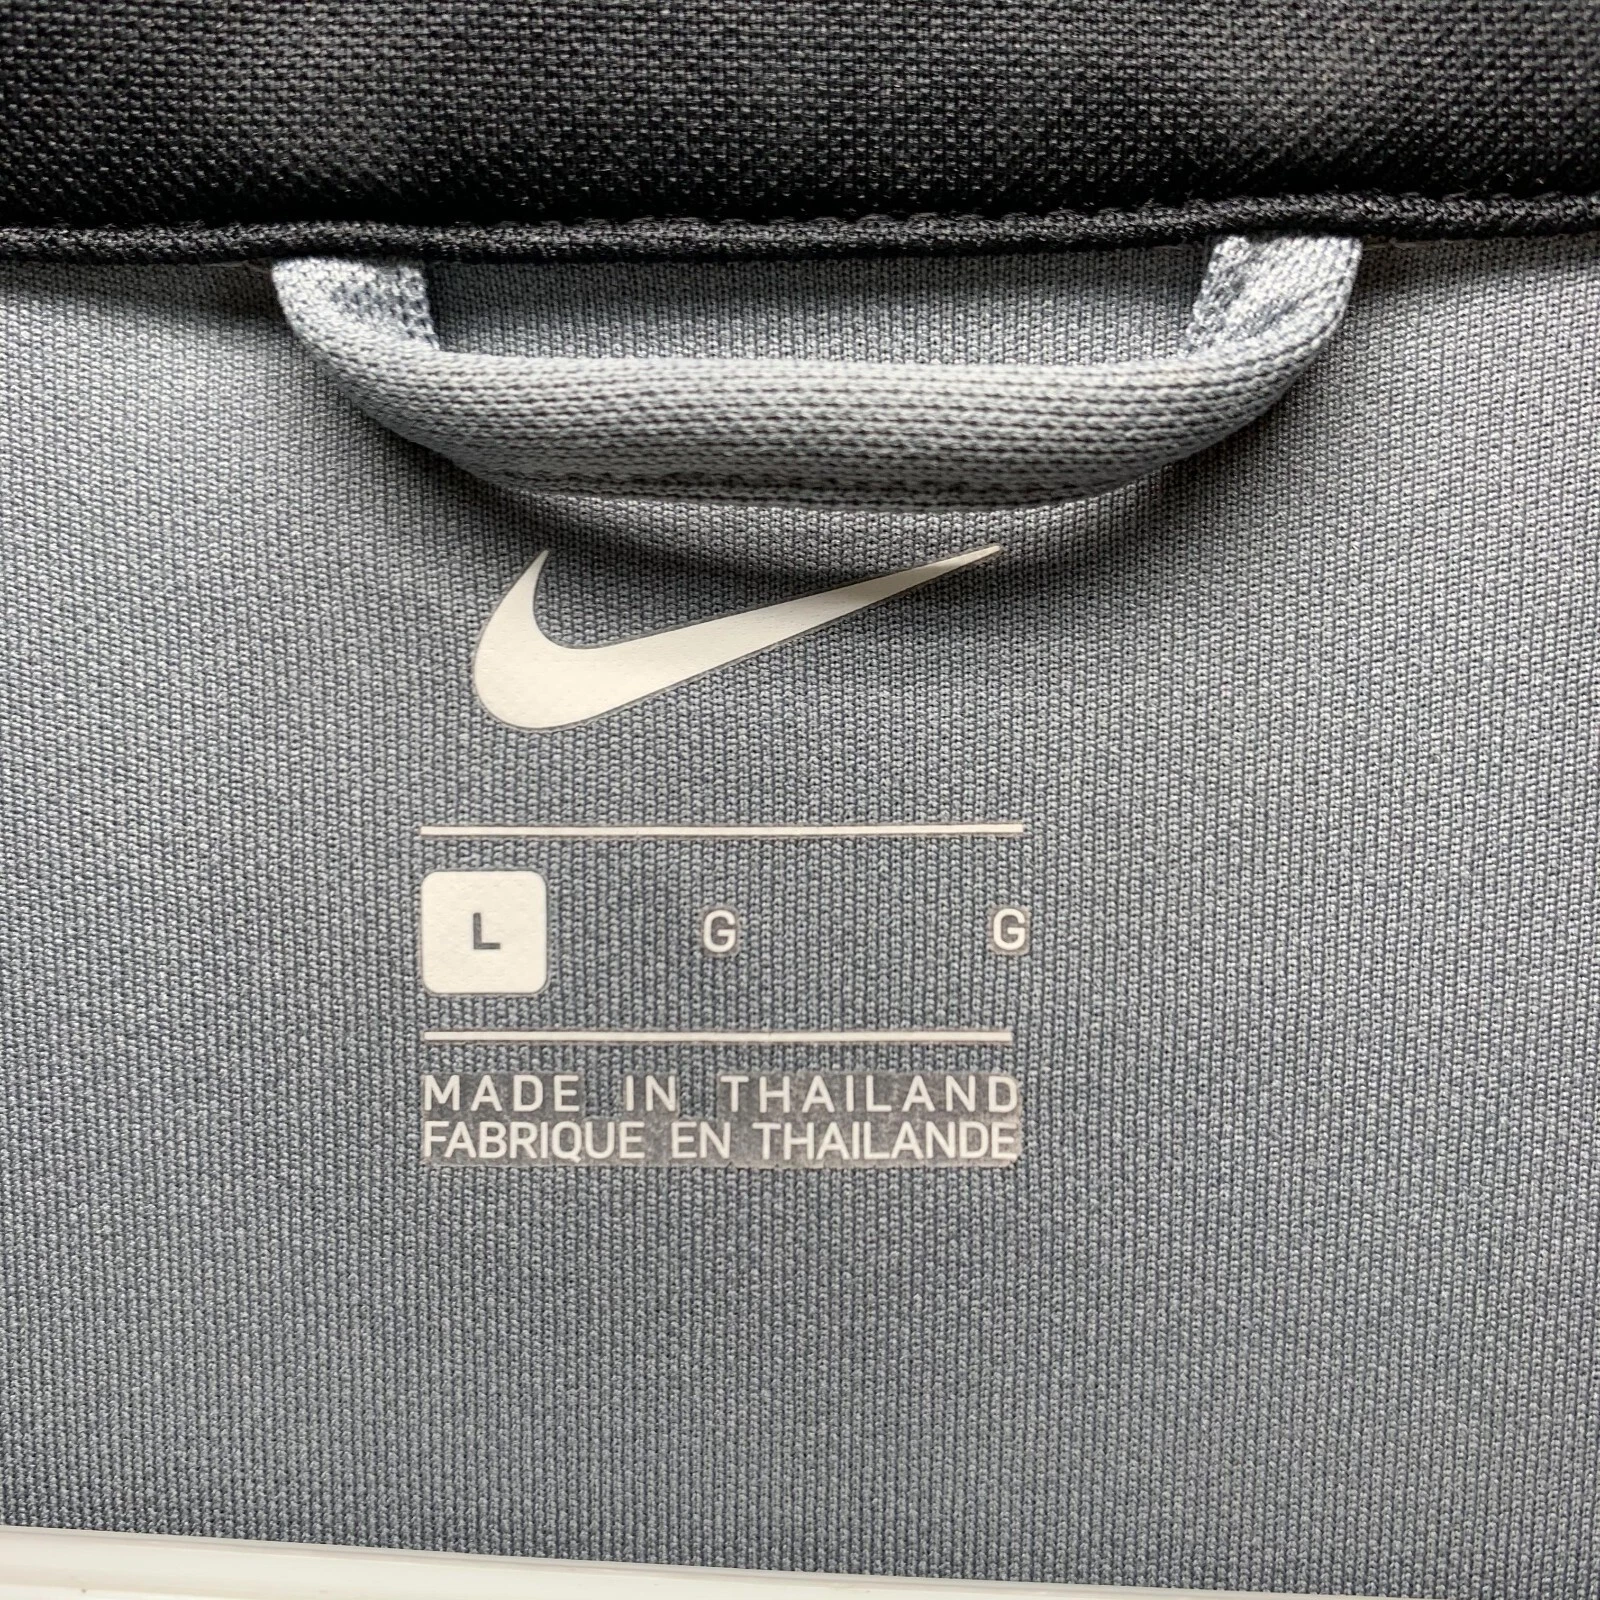 L G G
MADE IN THAILAND
FABRIQUE EN THAILANDE